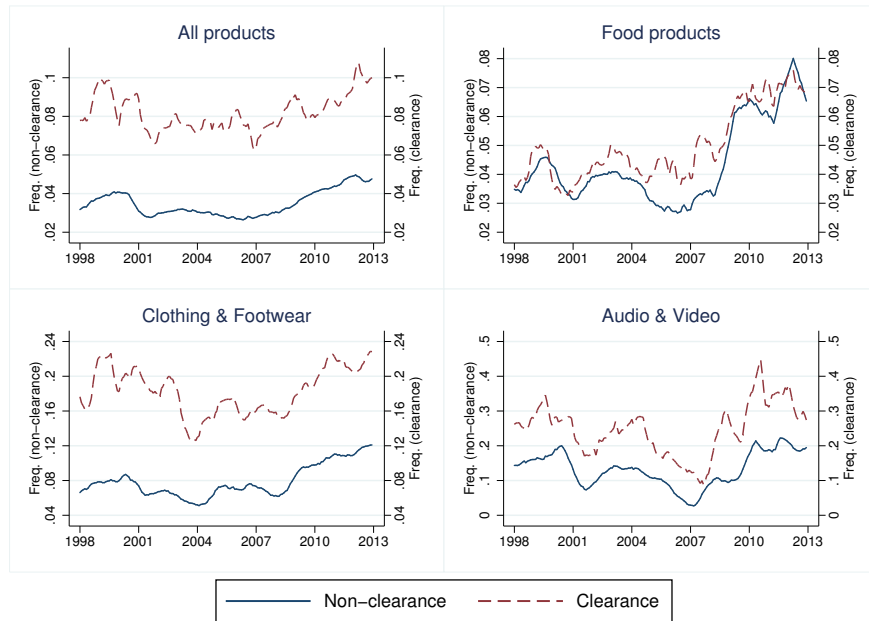 All products
Freq. (non-clearance)
.02 .04 .06 .08 .1
Freq. (clearance)
.02 .04 .06 .08 .1
1998 2001 2004 2007 2010 2013
Food products
Freq. (non-clearance)
.02 .03 .04 .05 .06 .07 .08
Freq. (clearance)
.02 .03 .04 .05 .06 .07 .08
1998 2001 2004 2007 2010 2013
Clothing & Footwear
Freq. (non-clearance)
.04 .08 .12 .16 .2 .24
Freq. (clearance)
.04 .08 .12 .16 .2 .24
1998 2001 2004 2007 2010 2013
Audio & Video
Freq. (non-clearance)
0 .1 .2 .3 .4 .5
Freq. (clearance)
0 .1 .2 .3 .4 .5
1998 2001 2004 2007 2010 2013
Non−clearance Clearance